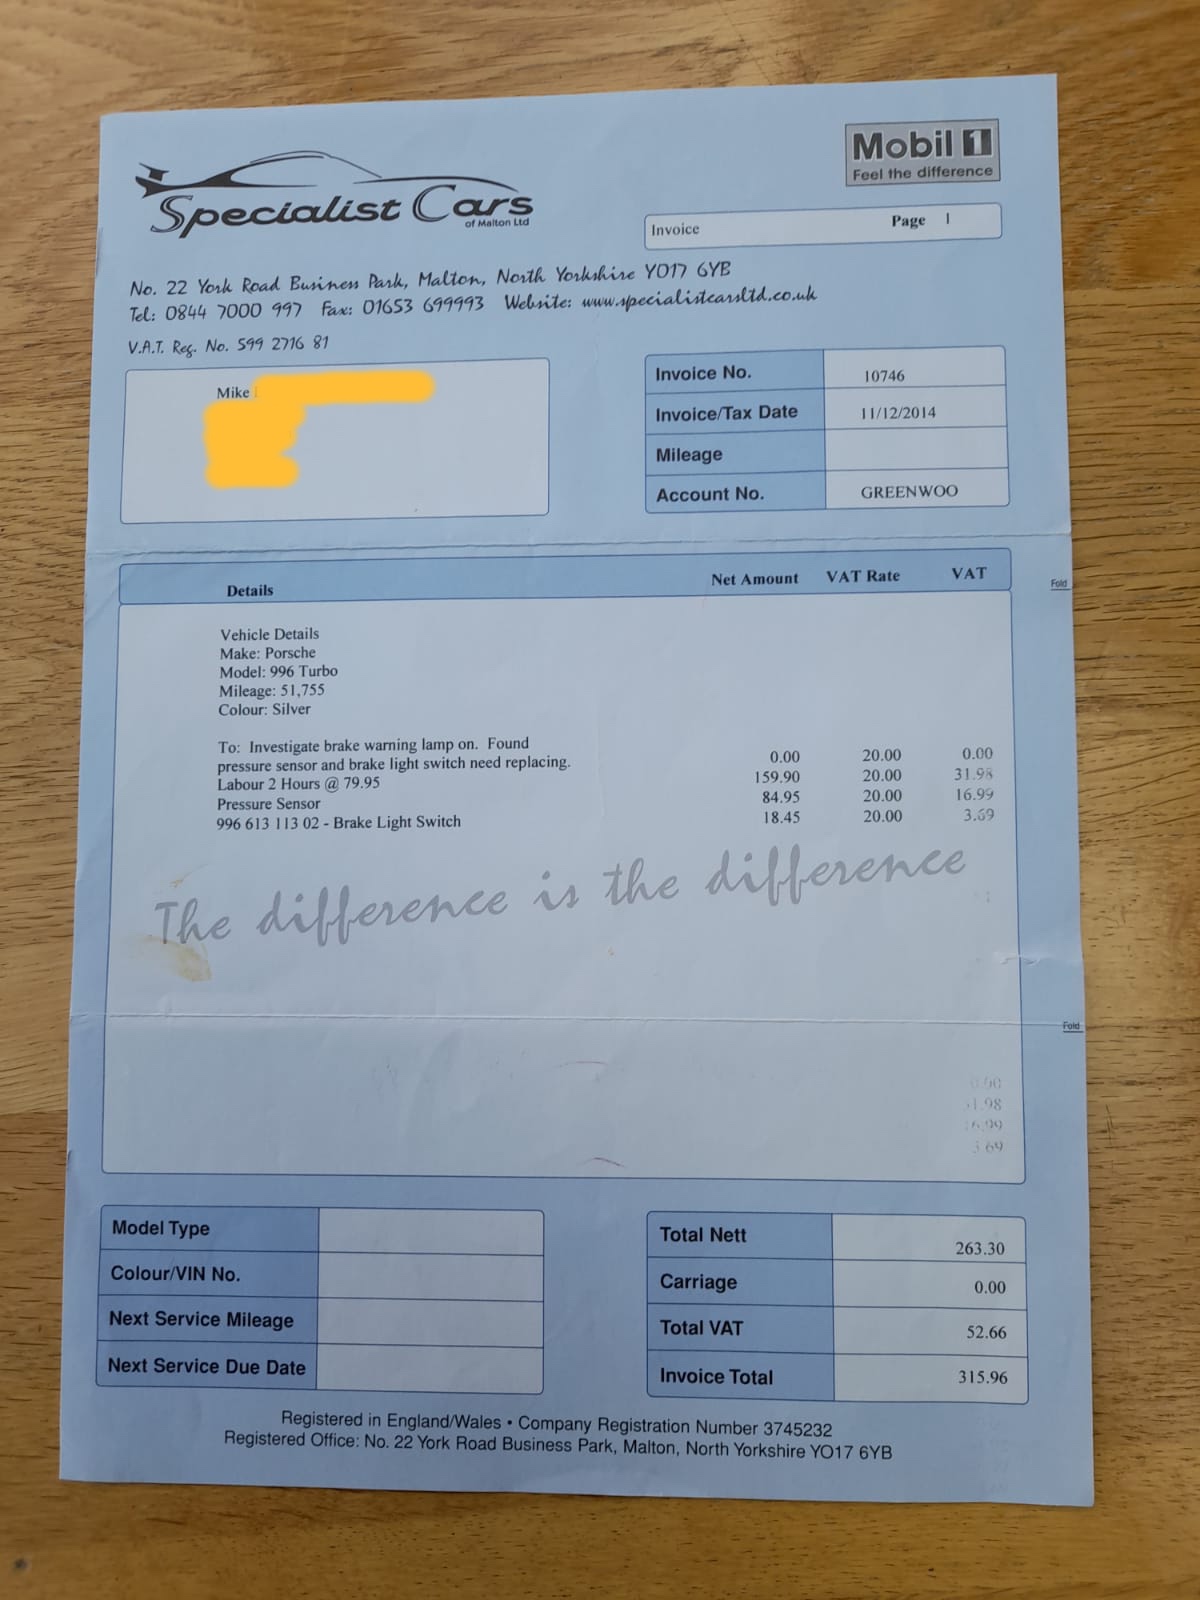 Mobil 1
Feel the difference
Specialist Cars
of Malton Ltd
Invoice Page 1
No. 22 York Road Business Park, Malton, North Yorkshire YO17 6YB
Tel: 0844 7000 997 Fax: 01653 699993 Website: www.specialistcarsltd.co.uk
V.A.T. Reg. No. 599 2716 81
Mike
Invoice No. 10746
Invoice/Tax Date 11/12/2014
Mileage
Account No. GREENWOO
Details Net Amount VAT Rate VAT
Fold
Vehicle Details
Make: Porsche
Model: 996 Turbo
Mileage: 51,755
Colour: Silver
To: Investigate brake warning lamp on. Found
pressure sensor and brake light switch need replacing. 0.00 20.00 0.00
Labour 2 Hours @ 79.95 159.90 20.00 31.98
Pressure Sensor 84.95 20.00 16.99
996 613 113 02 - Brake Light Switch 18.45 20.00 3.69
The difference is the difference
Fold
0.00
31.98
16.99
3.69
Model Type
Colour/VIN No.
Next Service Mileage
Next Service Due Date
Total Nett 263.30
Carriage 0.00
Total VAT 52.66
Invoice Total 315.96
Registered in England/Wales • Company Registration Number 3745232
Registered Office: No. 22 York Road Business Park, Malton, North Yorkshire YO17 6YB